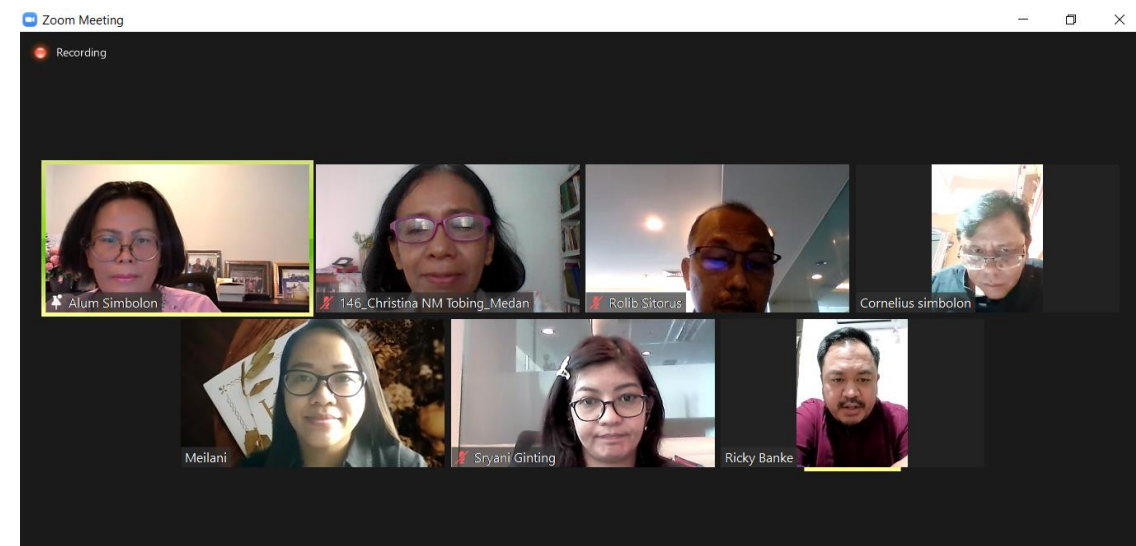 Zoom Meeting
Recording
Alum Simbolon
146_Christina NM Tobing_Medan
Rolib Sitorus
Cornelius simbolon
Meilani
Sryani Ginting
Ricky Banke